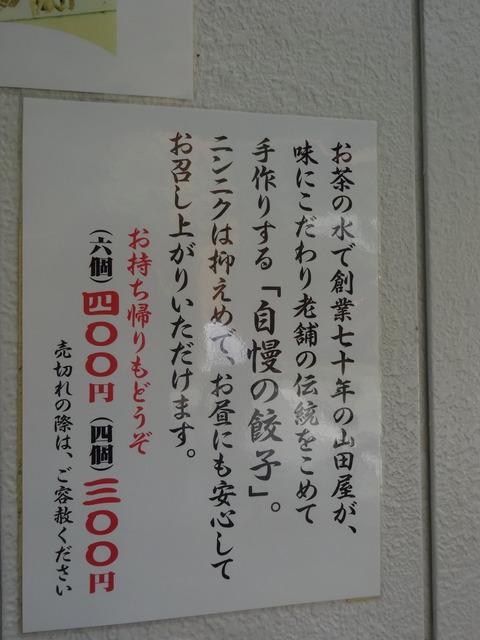 お茶の水で創業七十年の山田屋が、
味にこだわり老舗の伝統をこめて
手作りする「自慢の餃子」。
ニンニクは抑えめで、お昼にも安心して
お召し上がりいただけます。
お持ち帰りもどうぞ
（六個）四〇〇円（四個）三〇〇円
売切れの際は、ご容赦ください